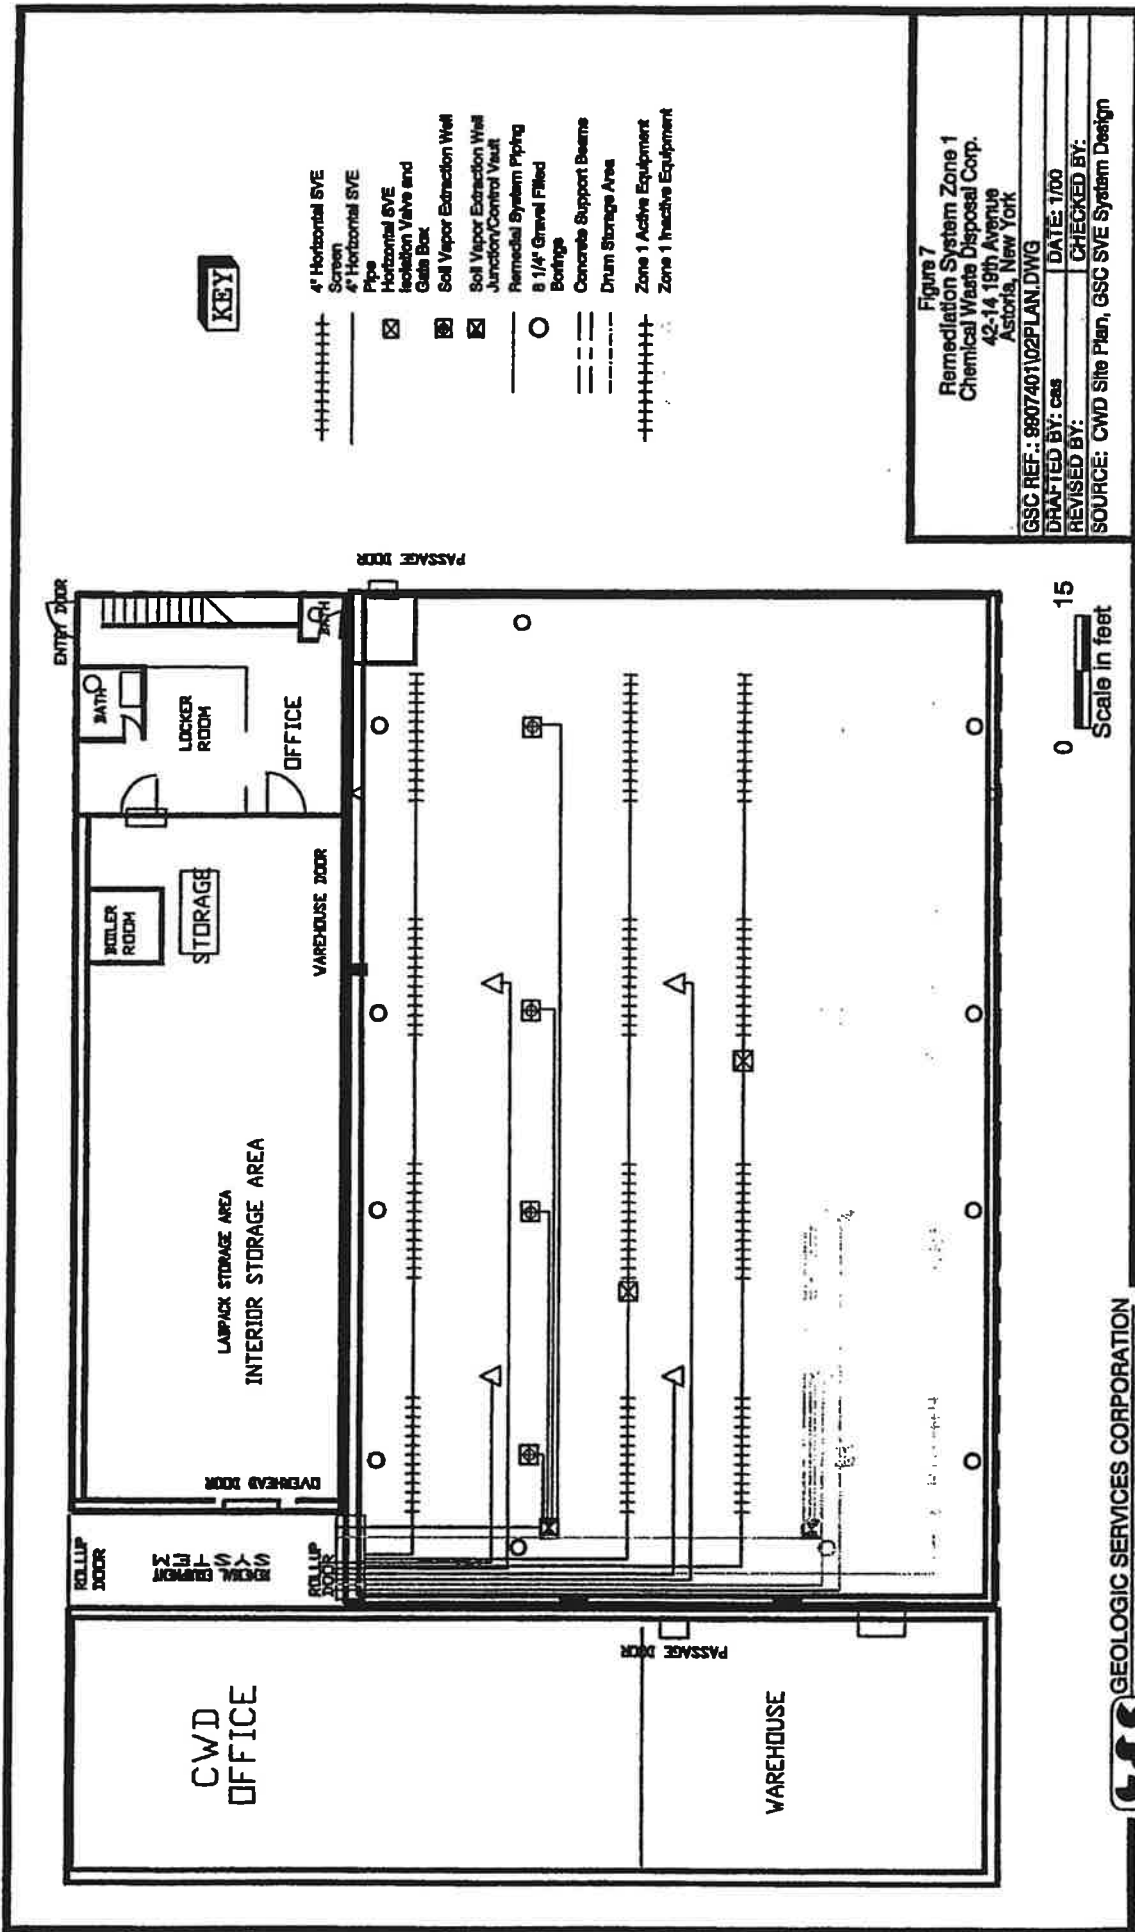 KEY
4" Horizontal SVE
Screen
4" Horizontal SVE
Pipe
Horizontal SVE
Isolation Valve and
Gate Box
Soil Vapor Extraction Well
Soil Vapor Extraction Well
Junction/Control Vault
Remedial System Piping
8 1/4" Gravel Filled
Borings
Concrete Support Beams
Drum Storage Area
Zone 1 Active Equipment
Zone 1 Inactive Equipment
ENTRY DOOR
BATH
LOCKER
ROOM
OFFICE
BATH
PASSAGE DOOR
BOILER
ROOM
STORAGE
WAREHOUSE DOOR
LABPACK STORAGE AREA
INTERIOR STORAGE AREA
OVERHEAD DOOR
ROLLUP
DOOR
REMEDIAL EQUIPMENT
SYSTEM
ROLLUP
DOOR
CWD
OFFICE
PASSAGE DOOR
WAREHOUSE
0 15
Scale in feet
Figure 7
Remediation System Zone 1
Chemical Waste Disposal Corp.
42-14 19th Avenue
Astoria, New York
GSC REF.: 9907401\02PLAN.DWG
DRAFTED BY: cas DATE: 1/00
REVISED BY: CHECKED BY:
SOURCE: CWD Site Plan, GSC SVE System Design
GEOLOGIC SERVICES CORPORATION